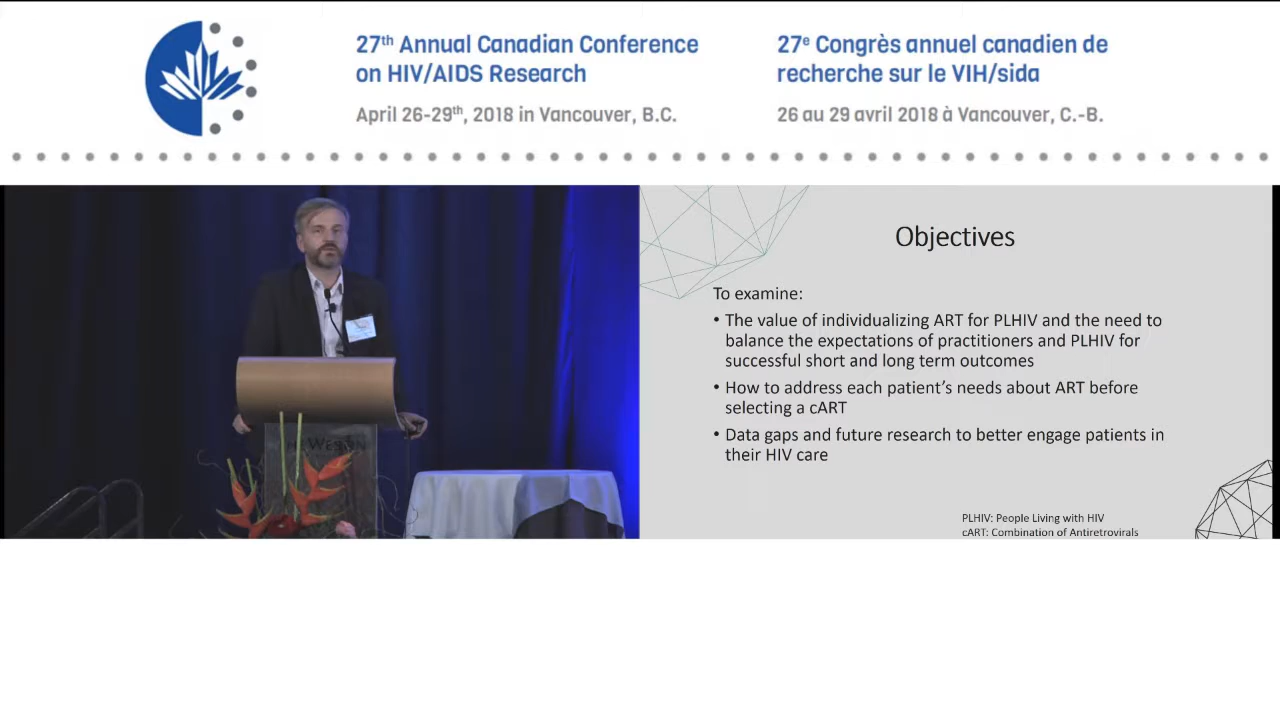 27th Annual Canadian Conference
on HIV/AIDS Research
April 26-29th, 2018 in Vancouver, B.C.
27e Congrès annuel canadien de
recherche sur le VIH/sida
26 au 29 avril 2018 à Vancouver, C.-B.
Objectives
To examine:
• The value of individualizing ART for PLHIV and the need to
balance the expectations of practitioners and PLHIV for
successful short and long term outcomes
• How to address each patient's needs about ART before
selecting a cART
• Data gaps and future research to better engage patients in
their HIV care
PLHIV: People Living with HIV
cART: Combination of Antiretrovirals